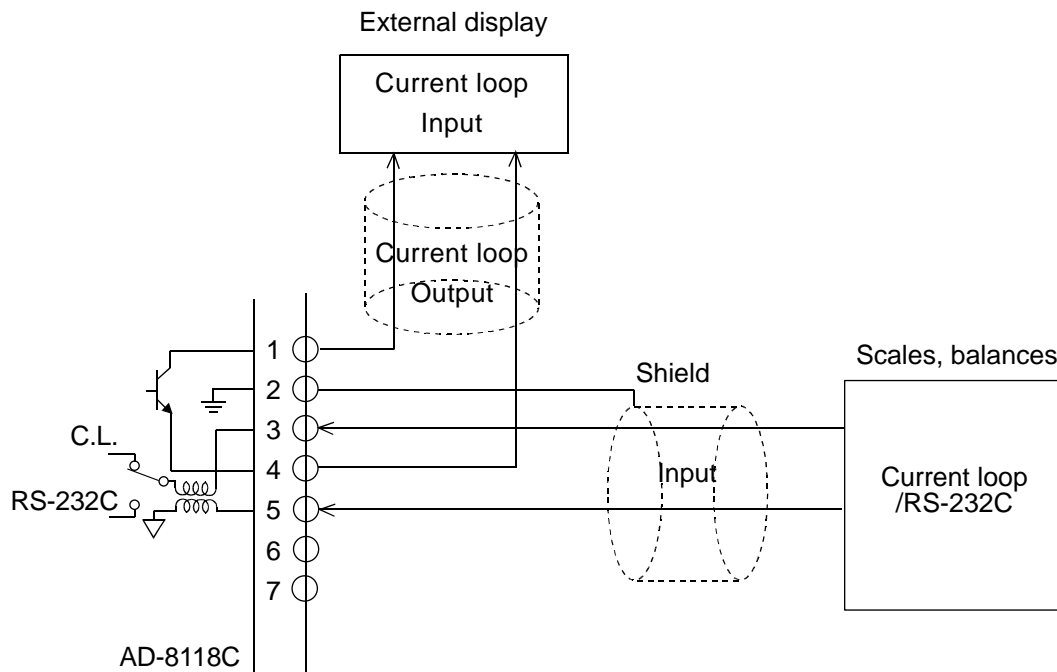 External display
Current loop
Input
Current loop
Output
1
2
3
4
5
6
7
C.L.
RS-232C
AD-8118C
Shield
Input
Scales, balances
Current loop
/RS-232C